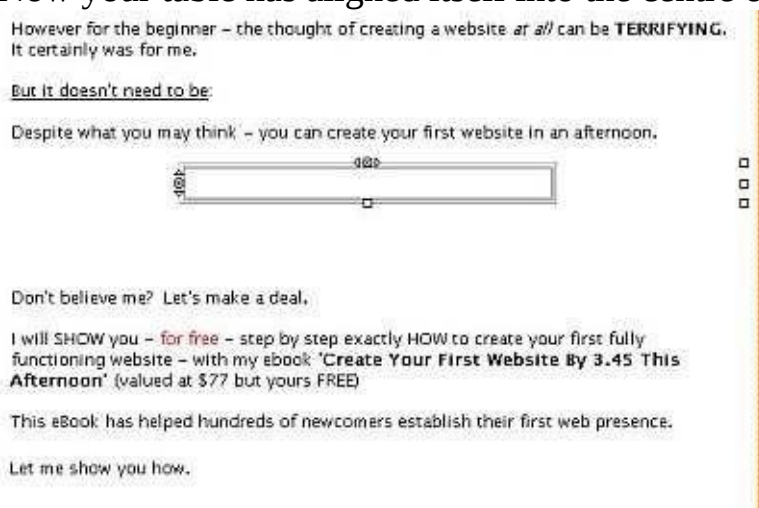 Now your table has aligned itself into the centre o
However for the beginner – the thought of creating a website at all can be TERRIFYING.
It certainly was for me.
But it doesn't need to be:
Despite what you may think – you can create your first website in an afternoon.
Don't believe me? Let's make a deal.
I will SHOW you – for free – step by step exactly HOW to create your first fully
functioning website – with my ebook 'Create Your First Website By 3.45 This
Afternoon' (valued at $77 but yours FREE)
This eBook has helped hundreds of newcomers establish their first web presence.
Let me show you how.